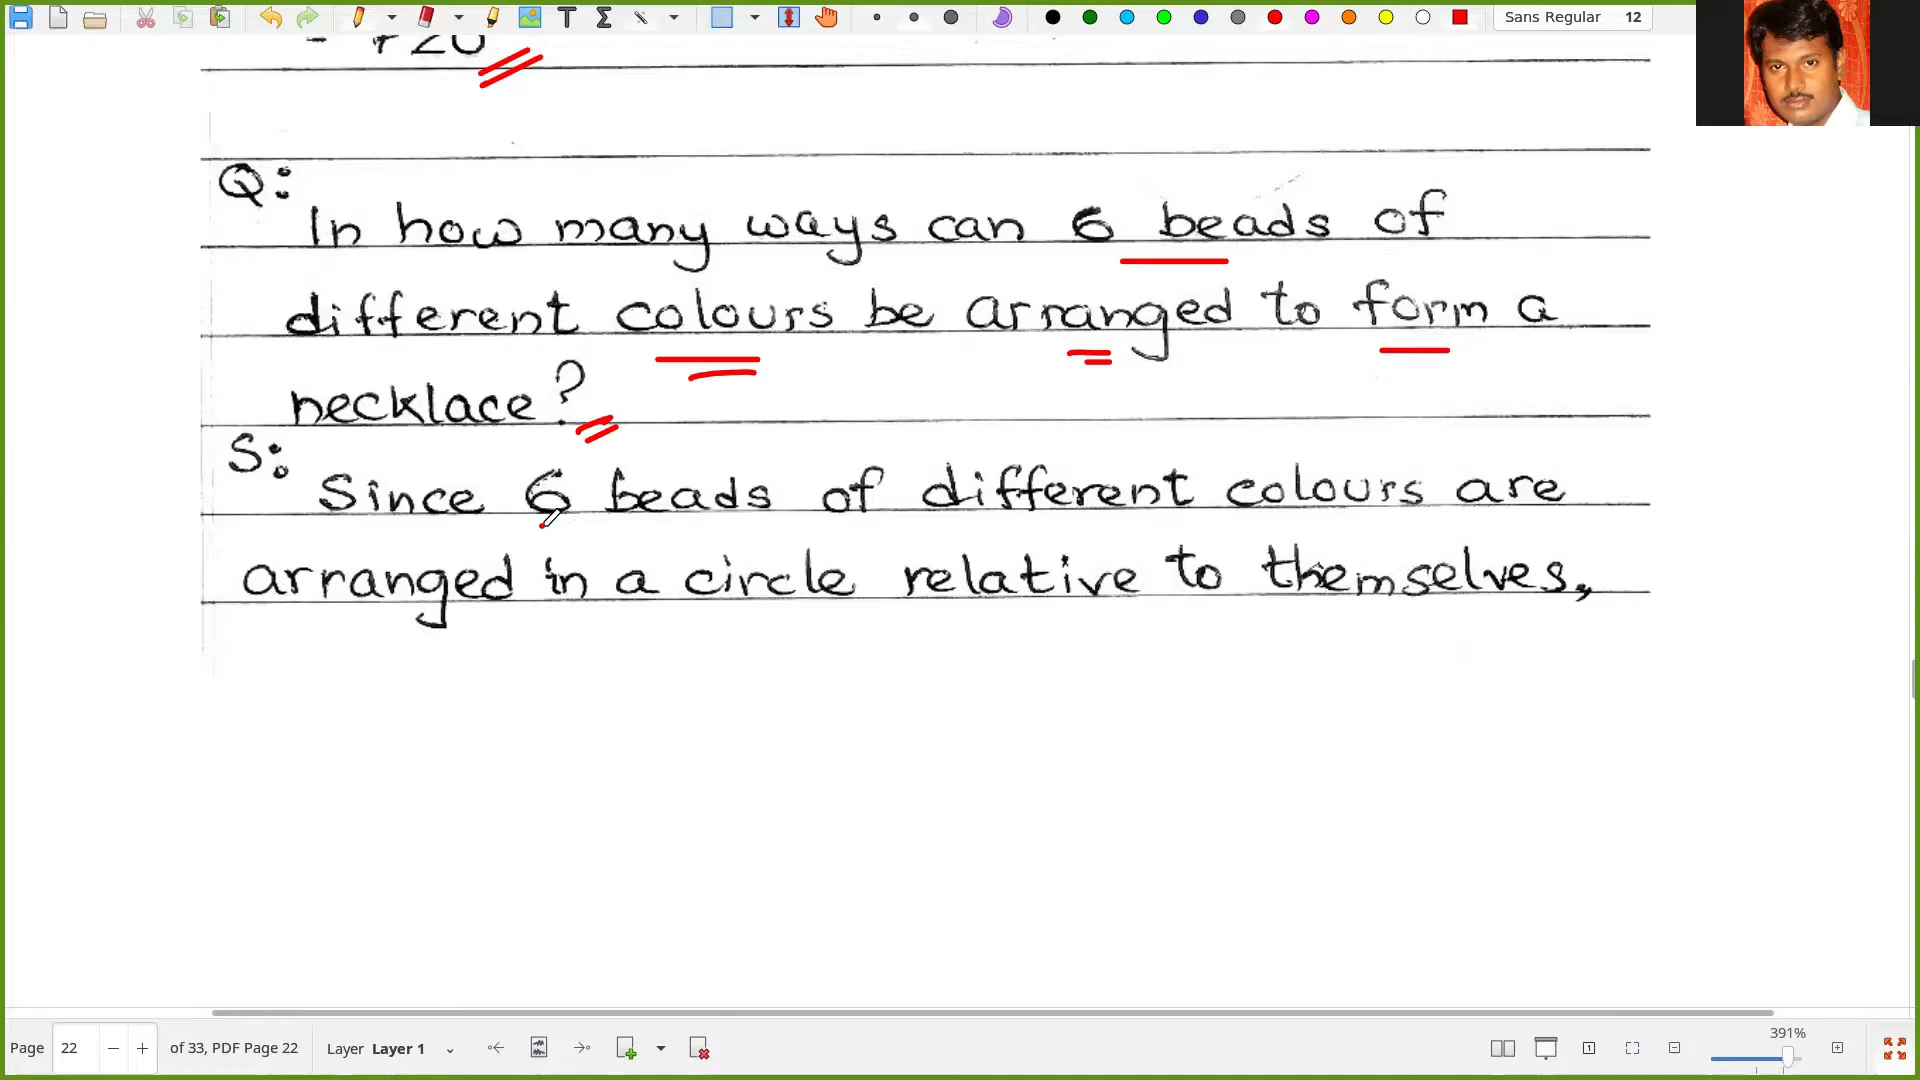 Sans Regular 12
Q:
In how many ways can 6 beads of
different colours be arranged to form a
necklace?
S:
Since 6 beads of different colours are
arranged in a circle relative to themselves,
Page 22 of 33, PDF Page 22 Layer Layer 1 391%